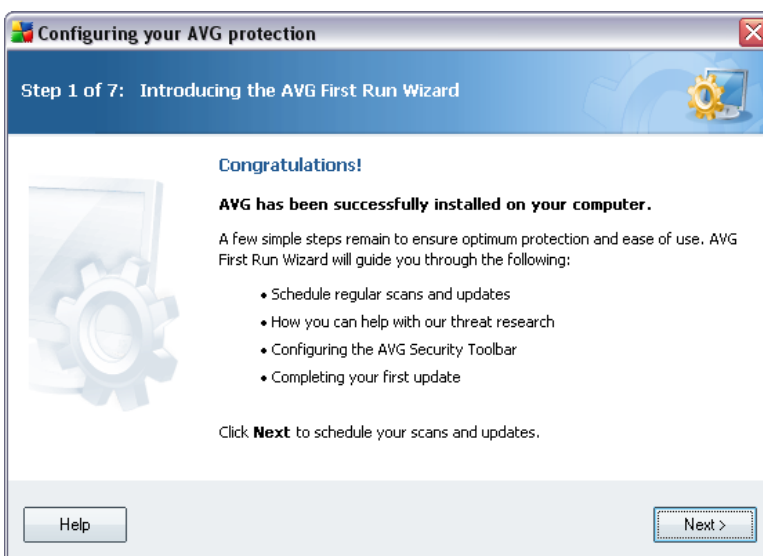 Configuring your AVG protection
Step 1 of 7: Introducing the AVG First Run Wizard
Congratulations!
AVG has been successfully installed on your computer.
A few simple steps remain to ensure optimum protection and ease of use. AVG
First Run Wizard will guide you through the following:
• Schedule regular scans and updates
• How you can help with our threat research
• Configuring the AVG Security Toolbar
• Completing your first update
Click Next to schedule your scans and updates.
Help
Next >